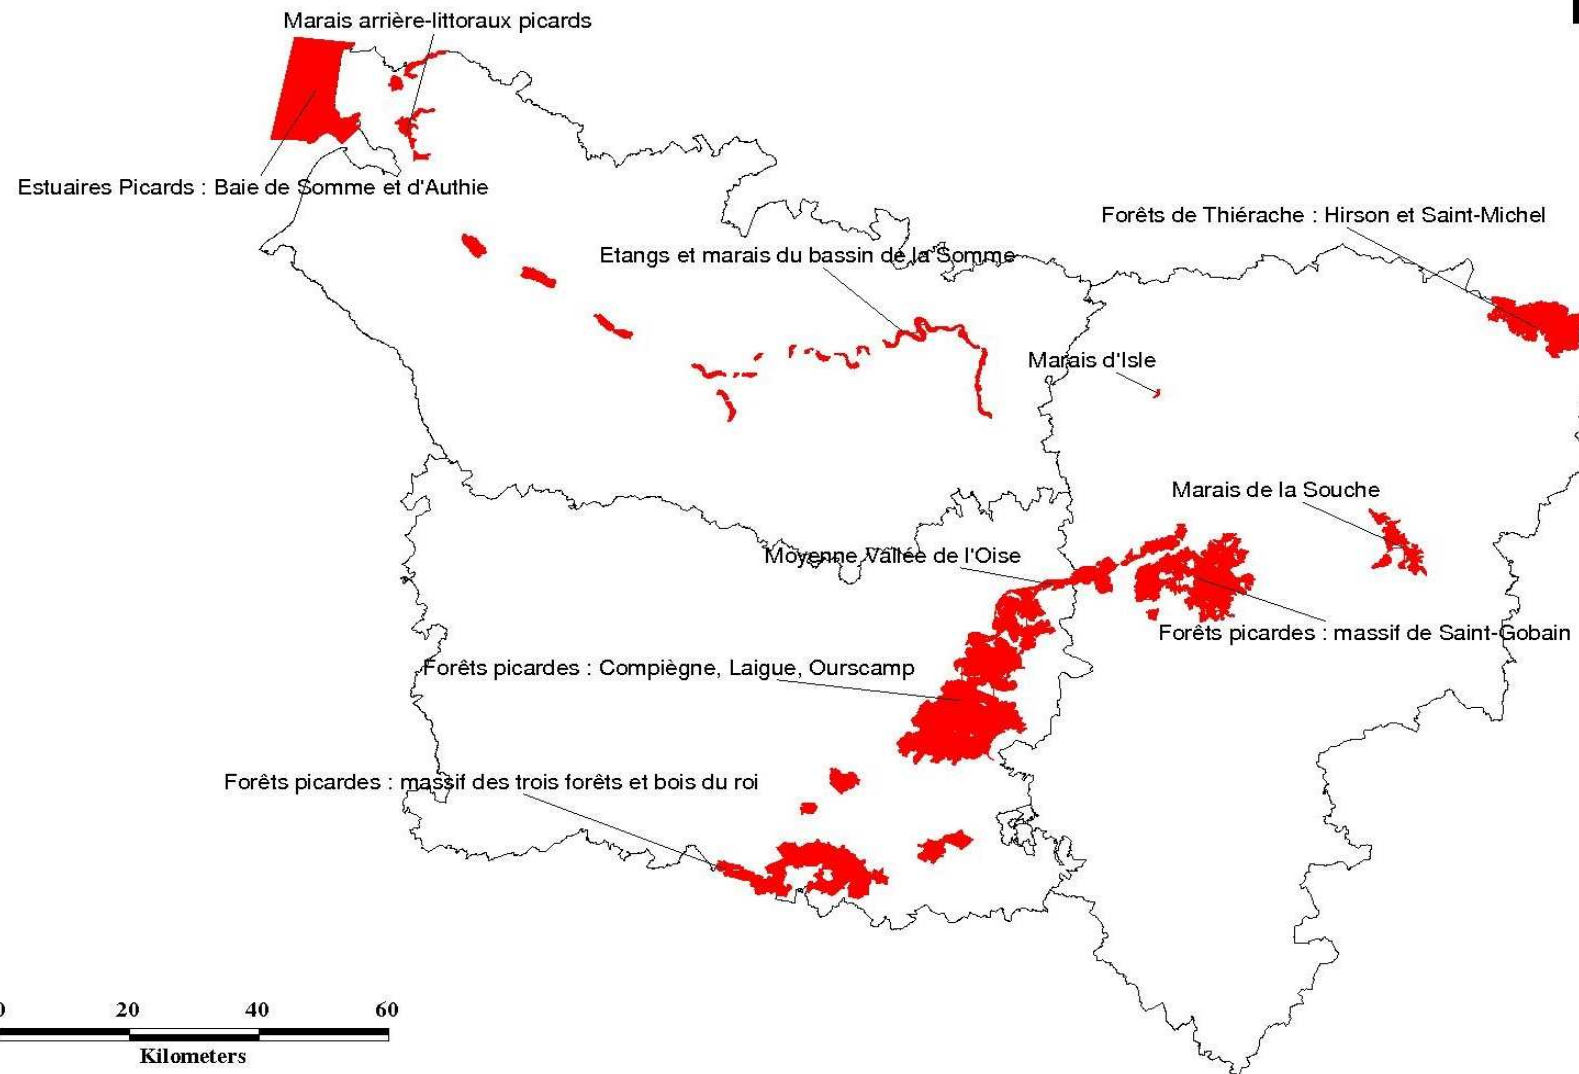 Marais arrière-littoraux picards
Estuaires Picards : Baie de Somme et d'Authie
Forêts de Thiérache : Hirson et Saint-Michel
Etangs et marais du bassin de la Somme
Marais d'Isle
Marais de la Souche
Moyenne Vallée de l'Oise
Forêts picardes : massif de Saint-Gobain
Forêts picardes : Compiègne, Laigue, Ourscamp
Forêts picardes : massif des trois forêts et bois du roi
0 20 40 60
Kilometers